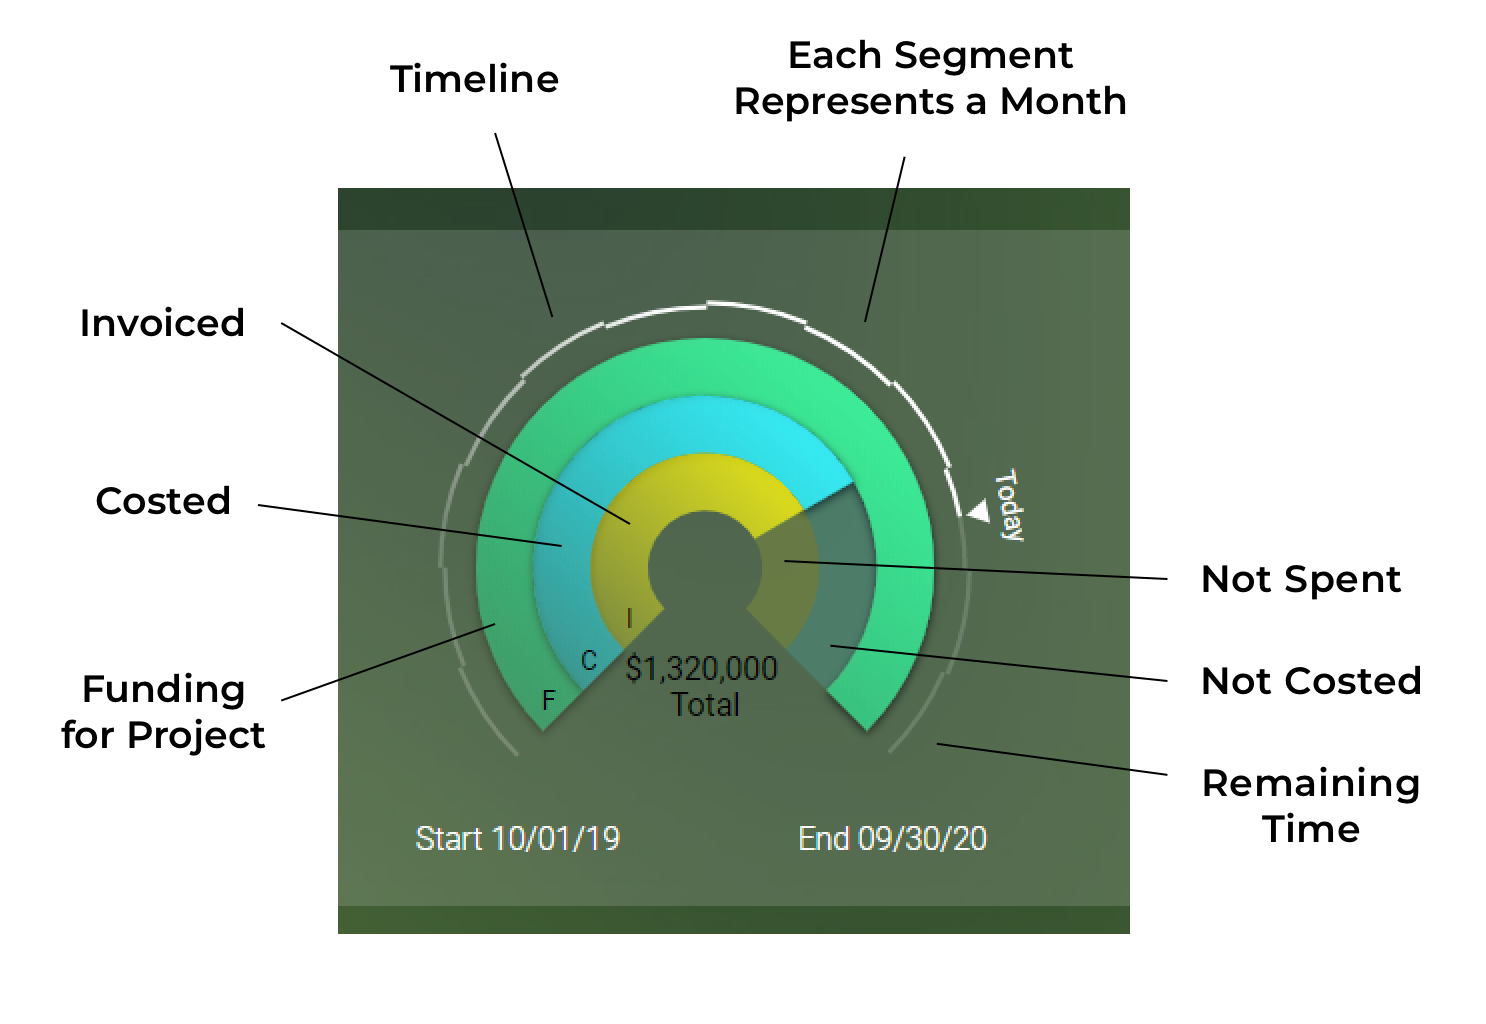 Timeline
Each Segment
Represents a Month
Invoiced
Costed
Funding
for Project
Today
Not Spent
Not Costed
Remaining
Time
I
C
F
$1,320,000
Total
Start 10/01/19
End 09/30/20